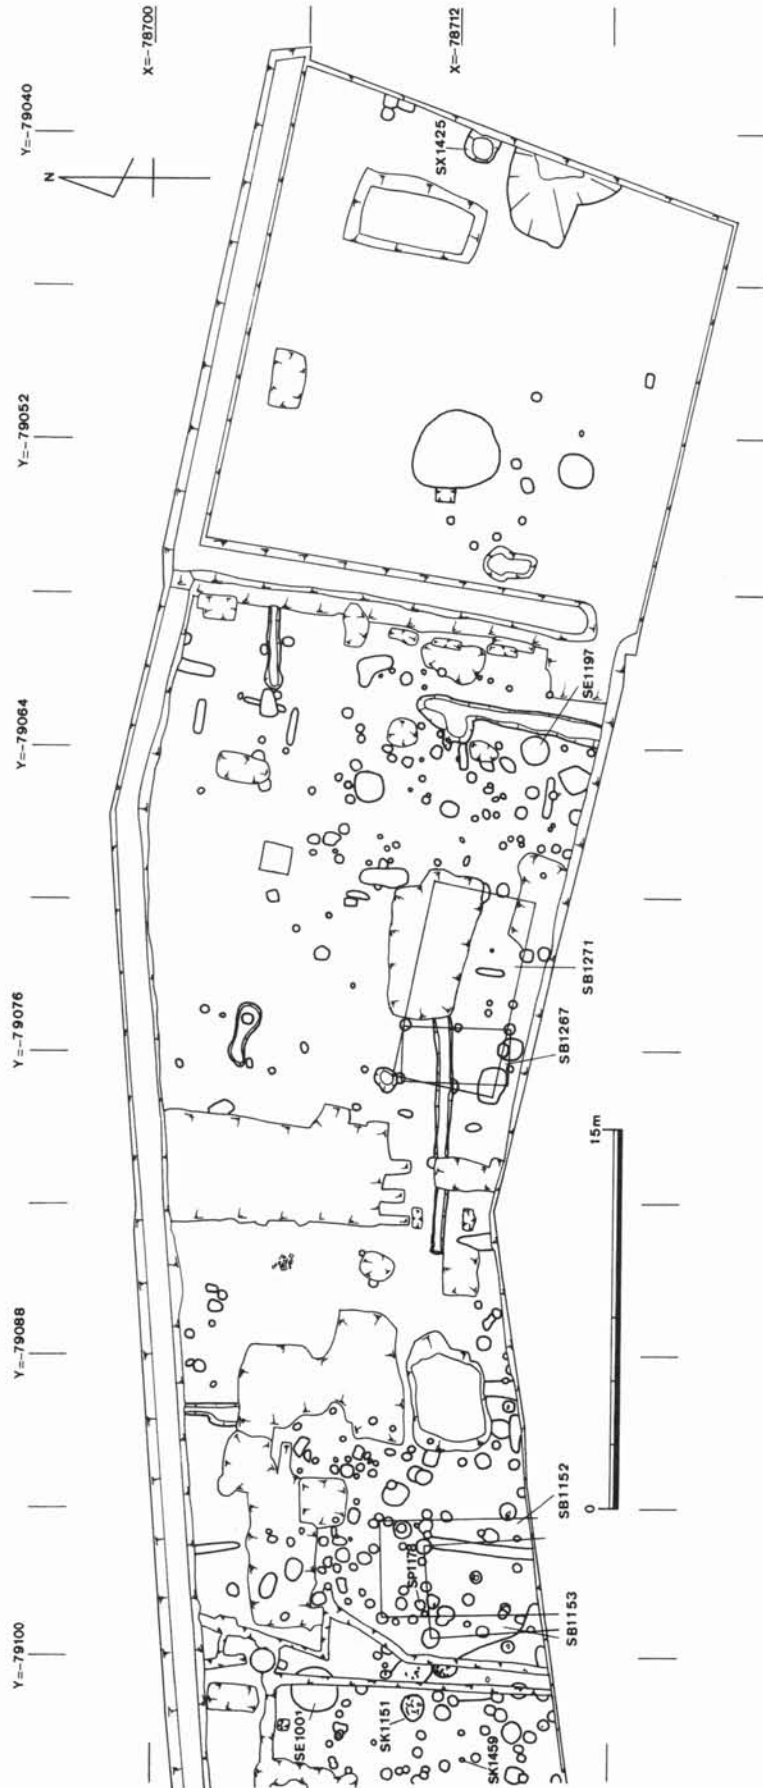 X=-78700
X=-78712
Y=-79040
N
SX1425
Y=-79052
Y=-79064
SE1197
SB1271
Y=-79076
SB1267
15m
Y=-79088
0
SB1152
SP1178
SB1153
Y=-79100
SE1001
SK1151
SK1459